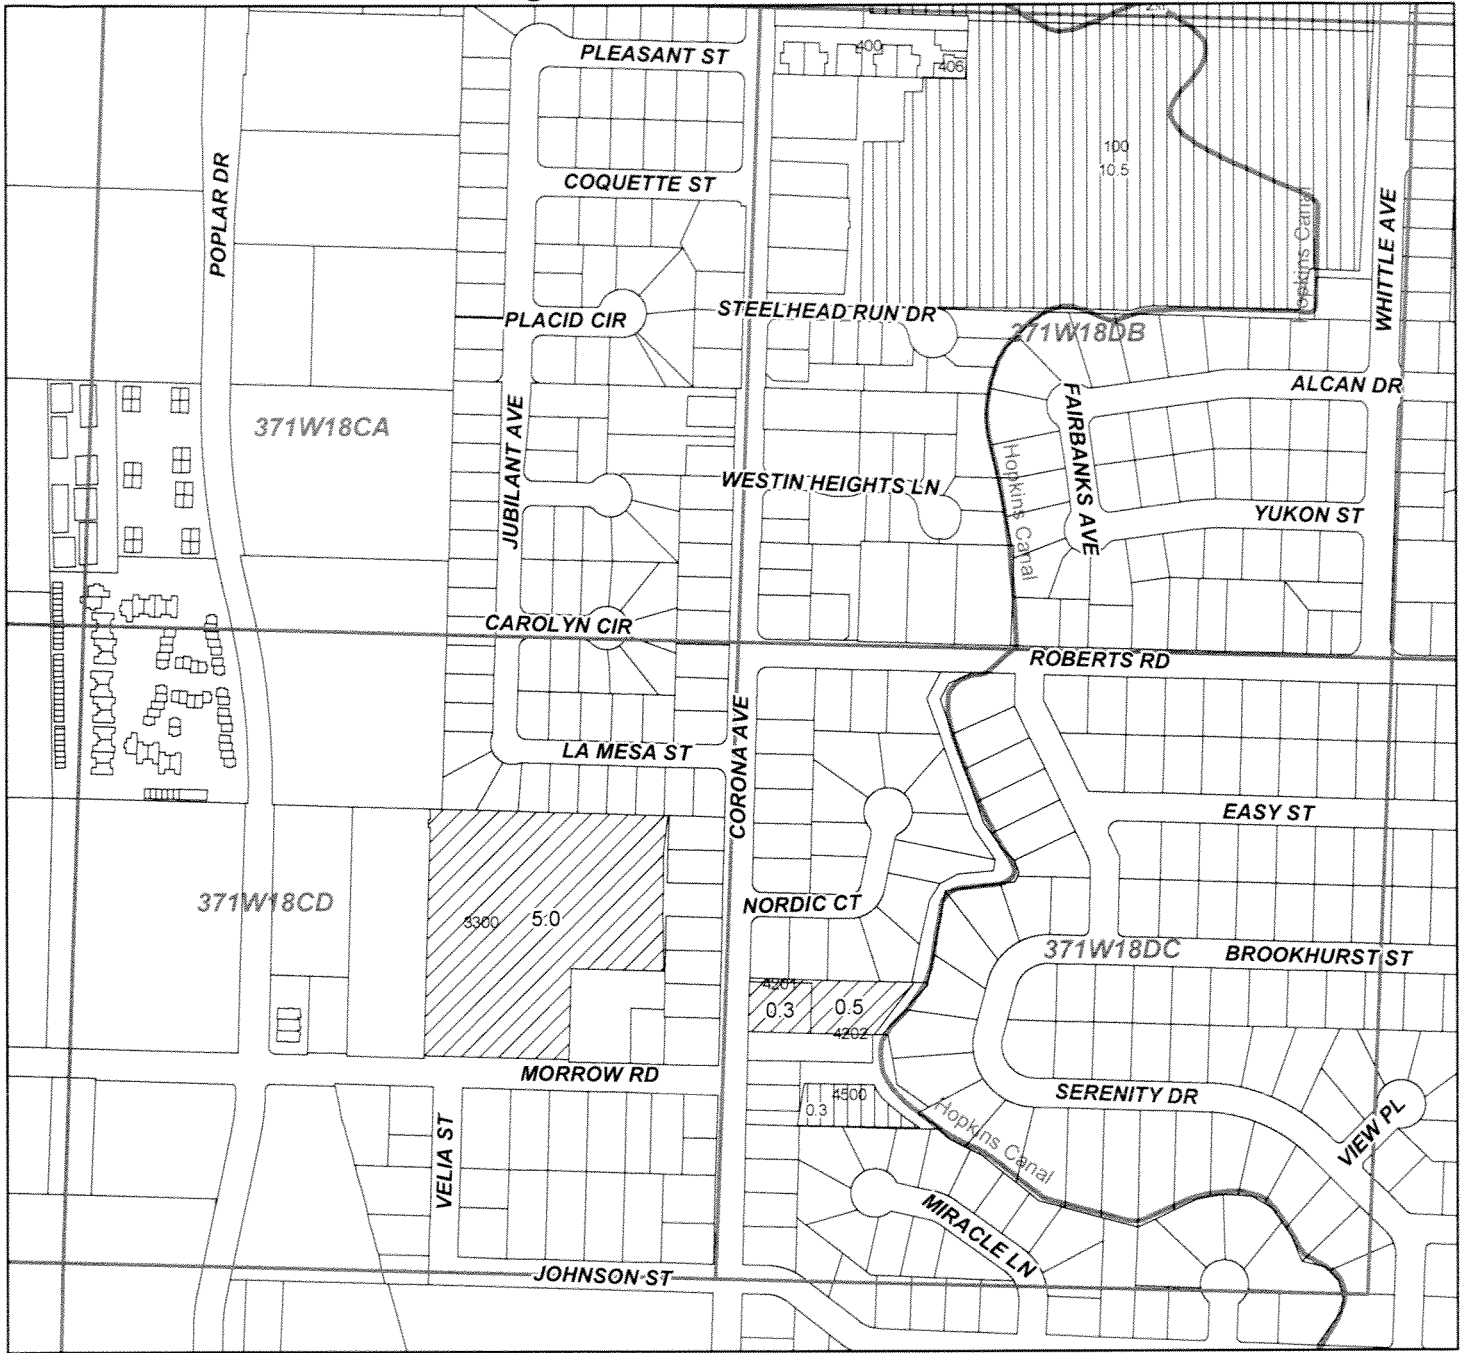 PLEASANT ST
400
406
100
10.5
POPLAR DR
COQUETTE ST
Hopkins Canal
WHITTLE AVE
PLACID CIR
STEELHEAD RUN DR
371W18DB
ALCAN DR
371W18CA
JUBILANT AVE
FAIRBANKS AVE
WESTIN HEIGHTS LN
Hopkins Canal
YUKON ST
CAROLYN CIR
ROBERTS RD
CORONA AVE
LA MESA ST
EASY ST
371W18CD
3300
5.0
NORDIC CT
371W18DC
BROOKHURST ST
4201
0.3
0.5
4202
MORROW RD
4500
0.3
SERENITY DR
Hopkins Canal
VIEW PL
VELIA ST
MIRACLE LN
JOHNSON ST